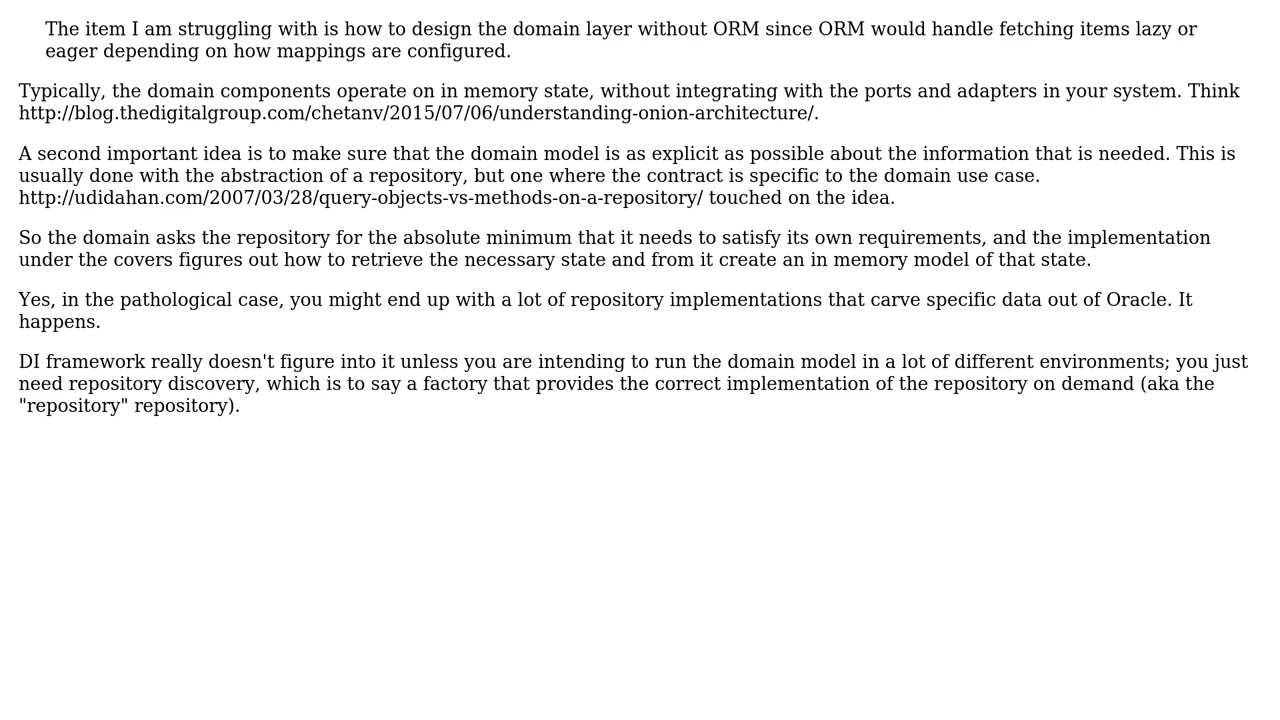 The item I am struggling with is how to design the domain layer without ORM since ORM would handle fetching items lazy or
eager depending on how mappings are configured.
Typically, the domain components operate on in memory state, without integrating with the ports and adapters in your system. Think
http://blog.thedigitalgroup.com/chetanv/2015/07/06/understanding-onion-architecture/.
A second important idea is to make sure that the domain model is as explicit as possible about the information that is needed. This is
usually done with the abstraction of a repository, but one where the contract is specific to the domain use case.
http://udidahan.com/2007/03/28/query-objects-vs-methods-on-a-repository/ touched on the idea.
So the domain asks the repository for the absolute minimum that it needs to satisfy its own requirements, and the implementation
under the covers figures out how to retrieve the necessary state and from it create an in memory model of that state.
Yes, in the pathological case, you might end up with a lot of repository implementations that carve specific data out of Oracle. It
happens.
DI framework really doesn't figure into it unless you are intending to run the domain model in a lot of different environments; you just
need repository discovery, which is to say a factory that provides the correct implementation of the repository on demand (aka the
"repository" repository).